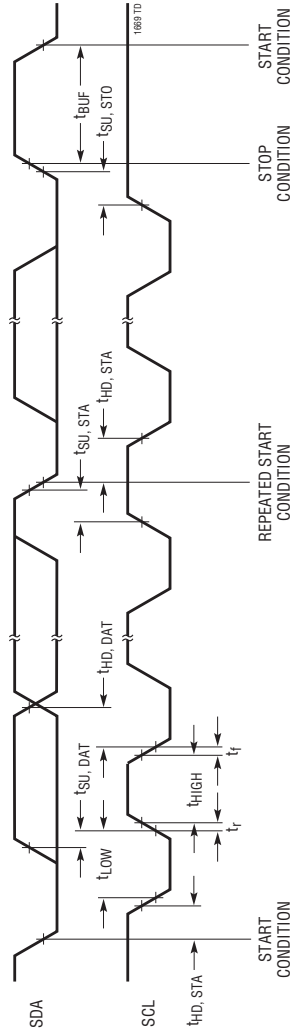 SDA
tSU, DAT
tHD, DAT
tSU, STA
tHD, STA
tBUF
tSU, STO
tLOW
SCL
1669 TD
tHD, STA
tr
tHIGH
tf
START
CONDITION
REPEATED START
CONDITION
STOP
CONDITION
START
CONDITION